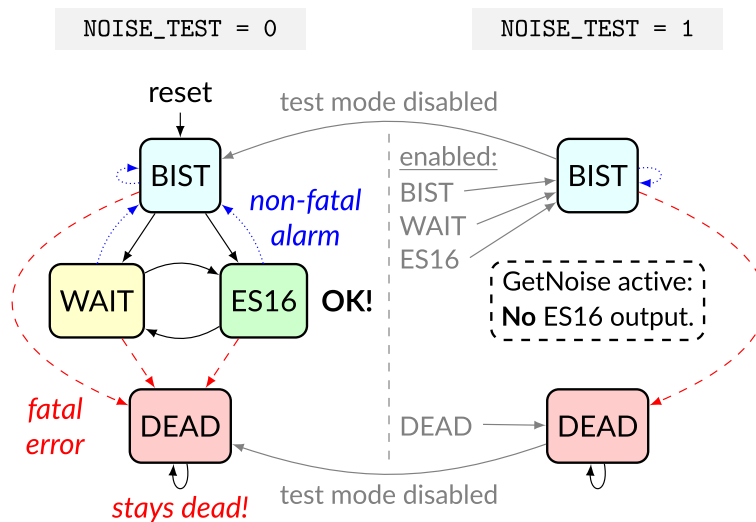 NOISE_TEST = 0
NOISE_TEST = 1
reset
test mode disabled
enabled:
BIST
BIST
BIST
non-fatal
alarm
WAIT
ES16
WAIT
ES16
OK!
GetNoise active:
No ES16 output.
fatal
error
DEAD
DEAD
DEAD
stays dead!
test mode disabled